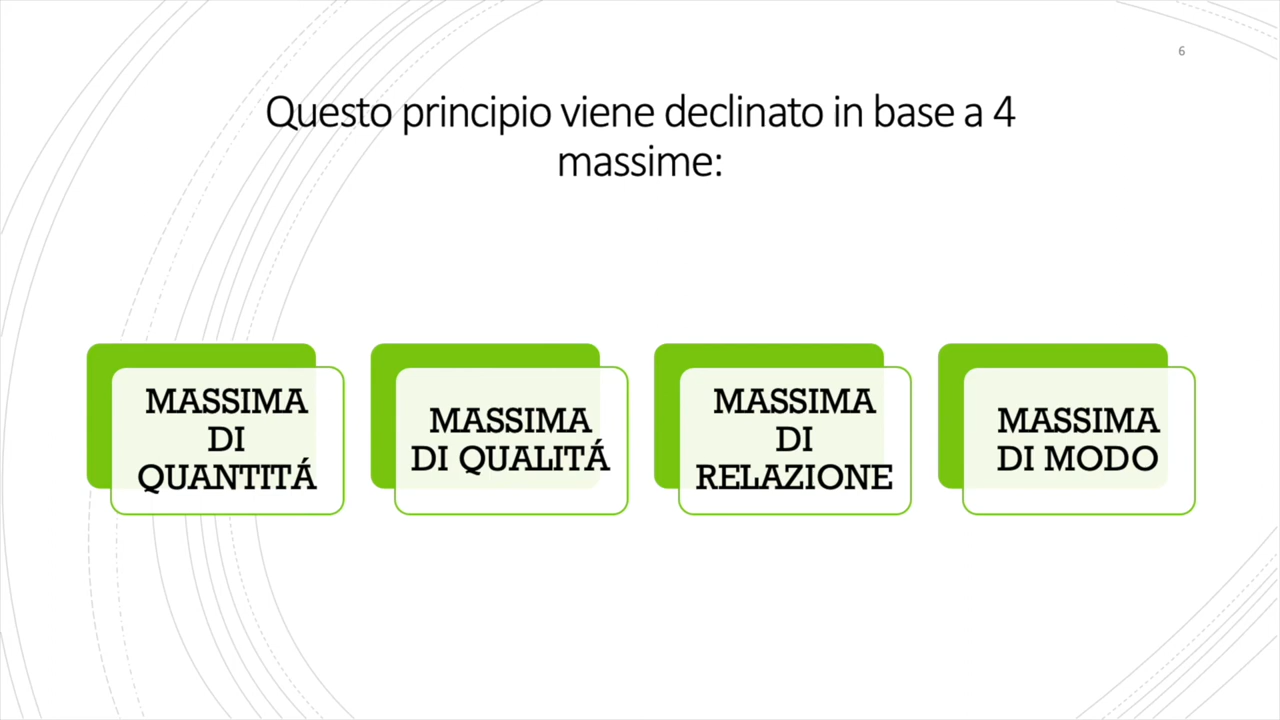 6
Questo principio viene declinato in base a 4
massime:
MASSIMA
DI
QUANTITÁ
MASSIMA
DI QUALITÁ
MASSIMA
DI
RELAZIONE
MASSIMA
DI MODO